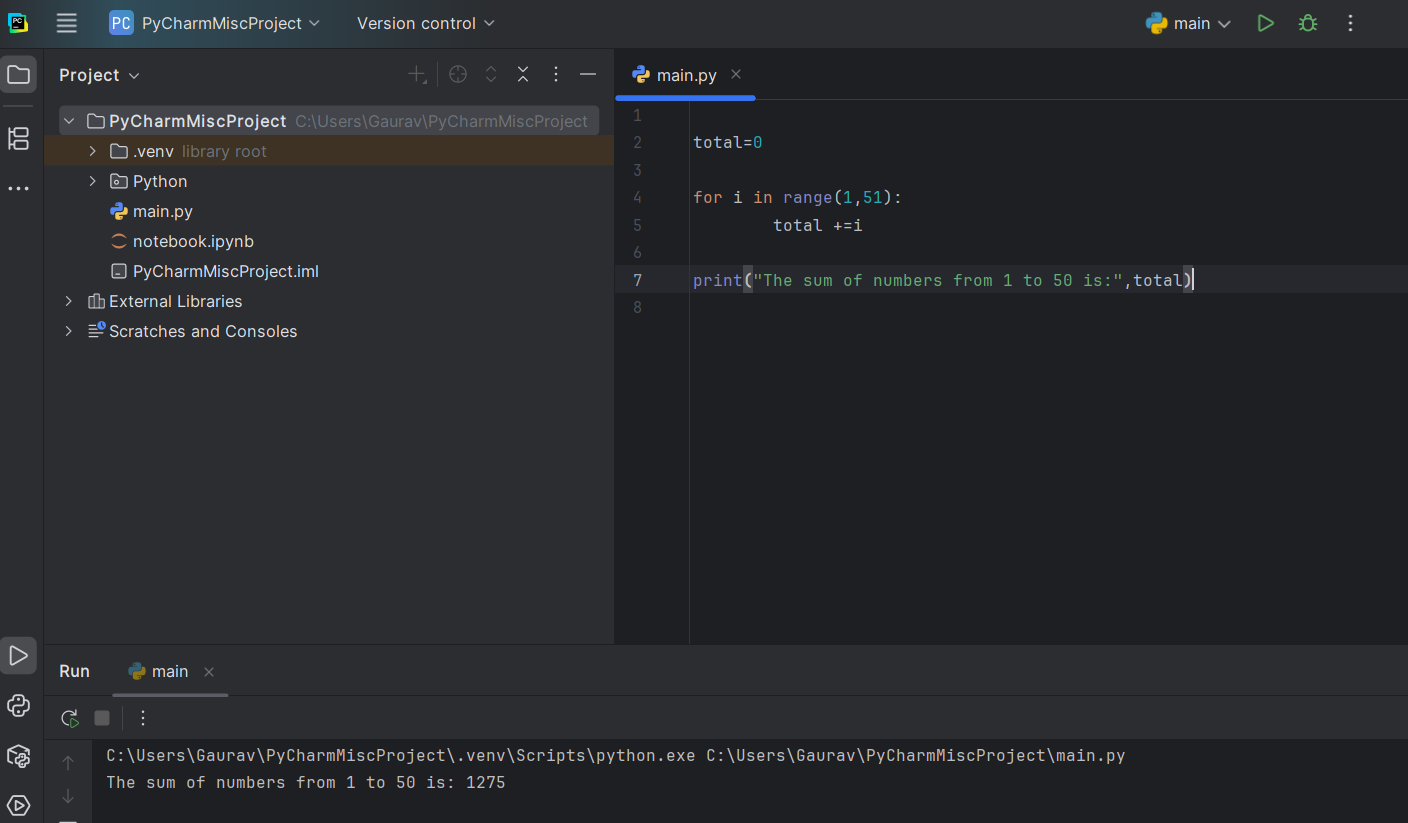 PC PyCharmMiscProject Version control main
Project
main.py
PyCharmMiscProject C:\Users\Gaurav\PyCharmMiscProject
.venv library root
Python
main.py
notebook.ipynb
PyCharmMiscProject.iml
External Libraries
Scratches and Consoles
1
2 total=0
3
4 for i in range(1,51):
5 total +=i
6
7 print("The sum of numbers from 1 to 50 is:",total)
8
Run main
C:\Users\Gaurav\PyCharmMiscProject\.venv\Scripts\python.exe C:\Users\Gaurav\PyCharmMiscProject\main.py
The sum of numbers from 1 to 50 is: 1275